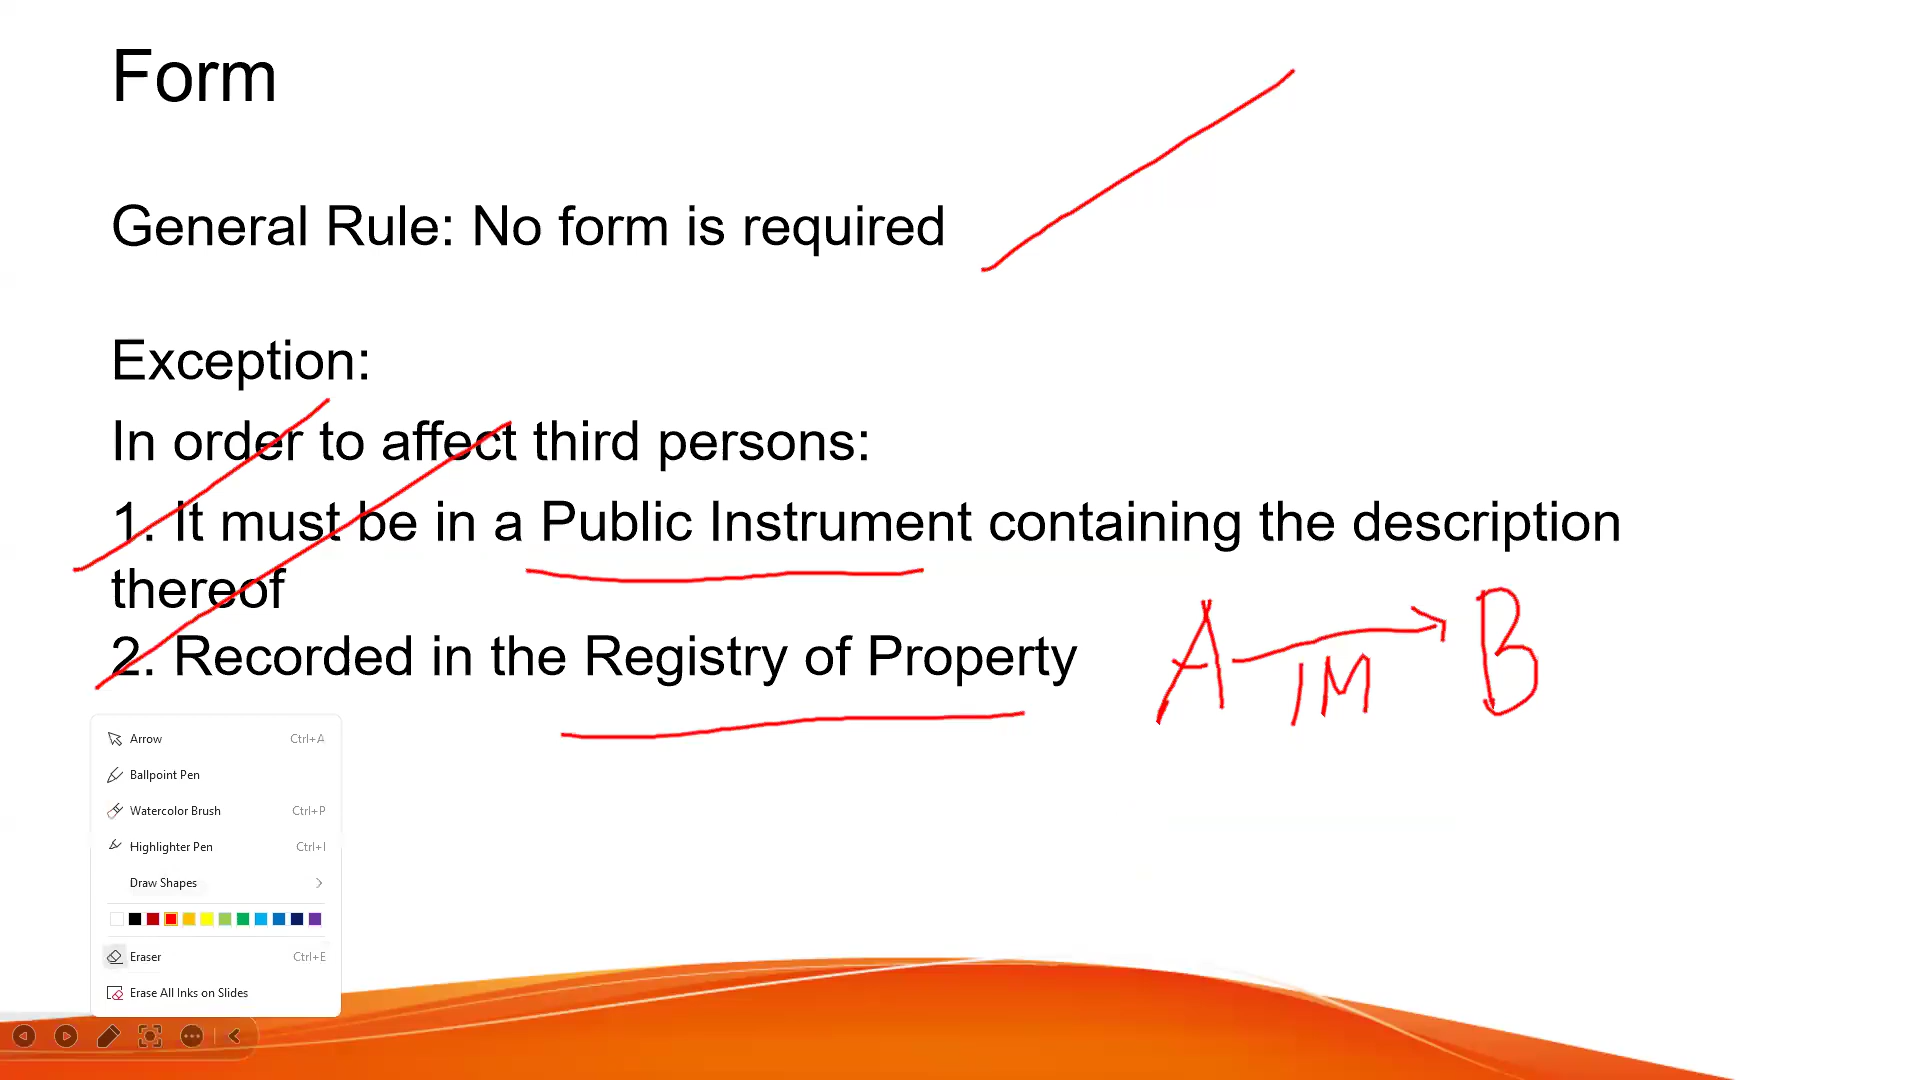 Form
General Rule: No form is required
Exception:
In order to affect third persons:
1. It must be in a Public Instrument containing the description
thereof
2. Recorded in the Registry of Property
A 1M B
Arrow Ctrl+A
Ballpoint Pen
Watercolor Brush Ctrl+P
Highlighter Pen Ctrl+I
Draw Shapes
Eraser Ctrl+E
Erase All Inks on Slides